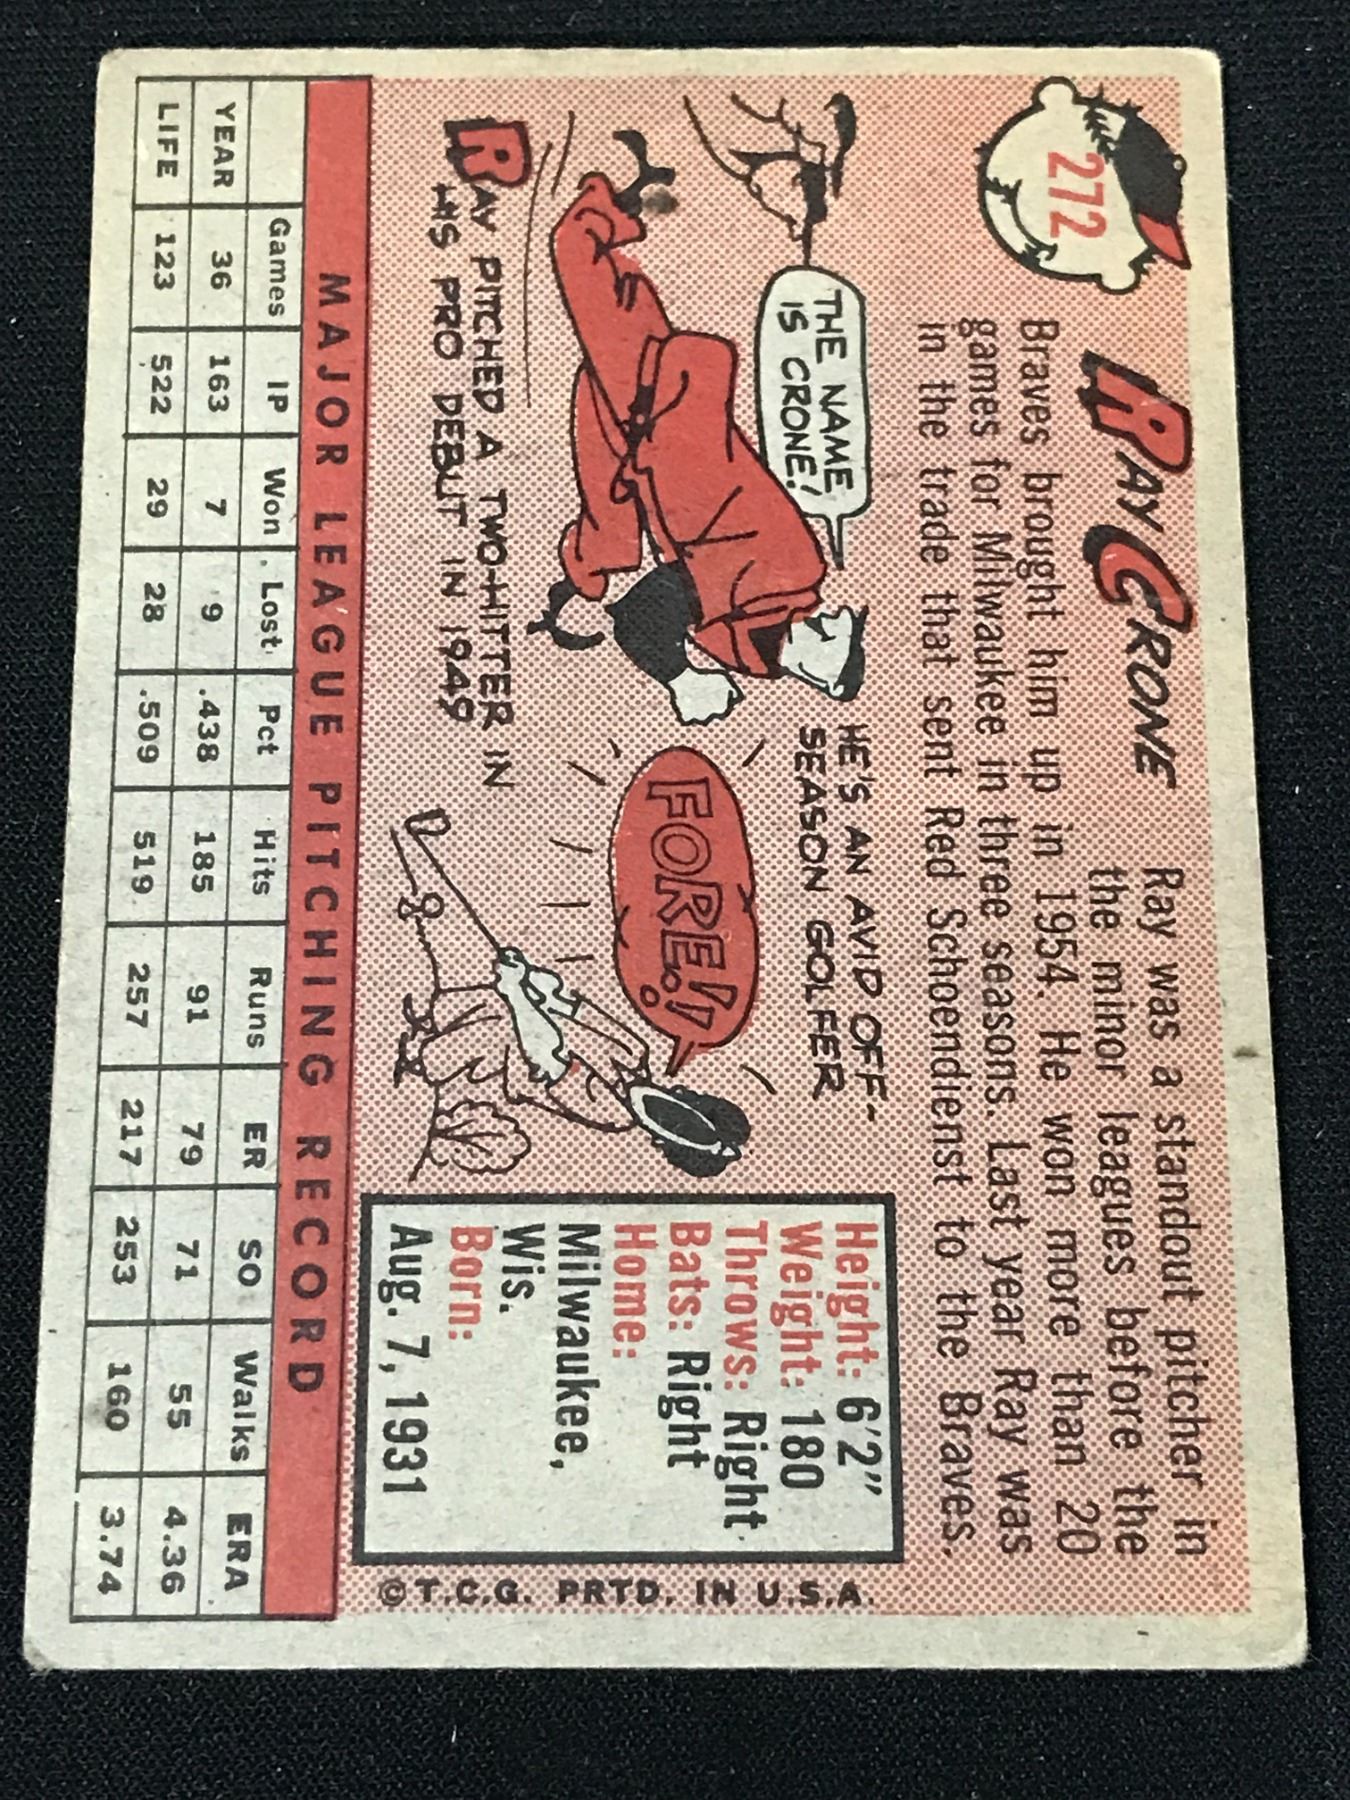 272
RAY CRONE
Ray was a standout pitcher in
the minor leagues before the
Braves brought him up in 1954. He won more than 20
games for Milwaukee in three seasons. Last year Ray was
in the trade that sent Red Schoendienst to the Braves.
THE NAME
IS CRONE!
HE'S AN AVID OFF-
SEASON GOLFER
FORE!!
RAY PITCHED A TWO-HITTER IN
HIS PRO DEBUT IN 1949
Height: 6'2"
Weight: 180
Throws: Right
Bats: Right
Home:
Milwaukee,
Wis.
Born:
Aug. 7, 1931
©T.C.G. PRTD. IN U.S.A.
MAJOR LEAGUE PITCHING RECORD
Games IP Won Lost Pct Hits Runs ER SO Walks ERA
YEAR 36 163 7 9 .438 185 91 79 71 55 4.36
LIFE 123 522 29 28 .509 519 257 217 253 160 3.74